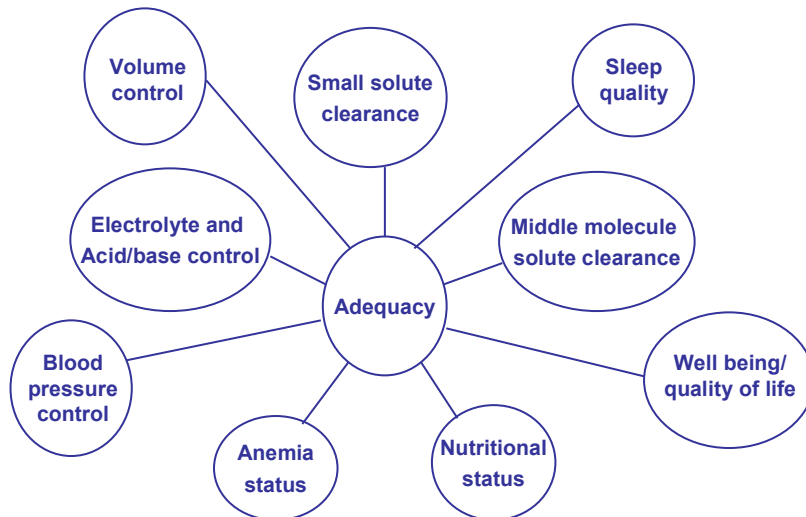 Volume
control
Small solute
clearance
Sleep
quality
Electrolyte and
Acid/base control
Middle molecule
solute clearance
Adequacy
Blood
pressure
control
Well being/
quality of life
Anemia
status
Nutritional
status